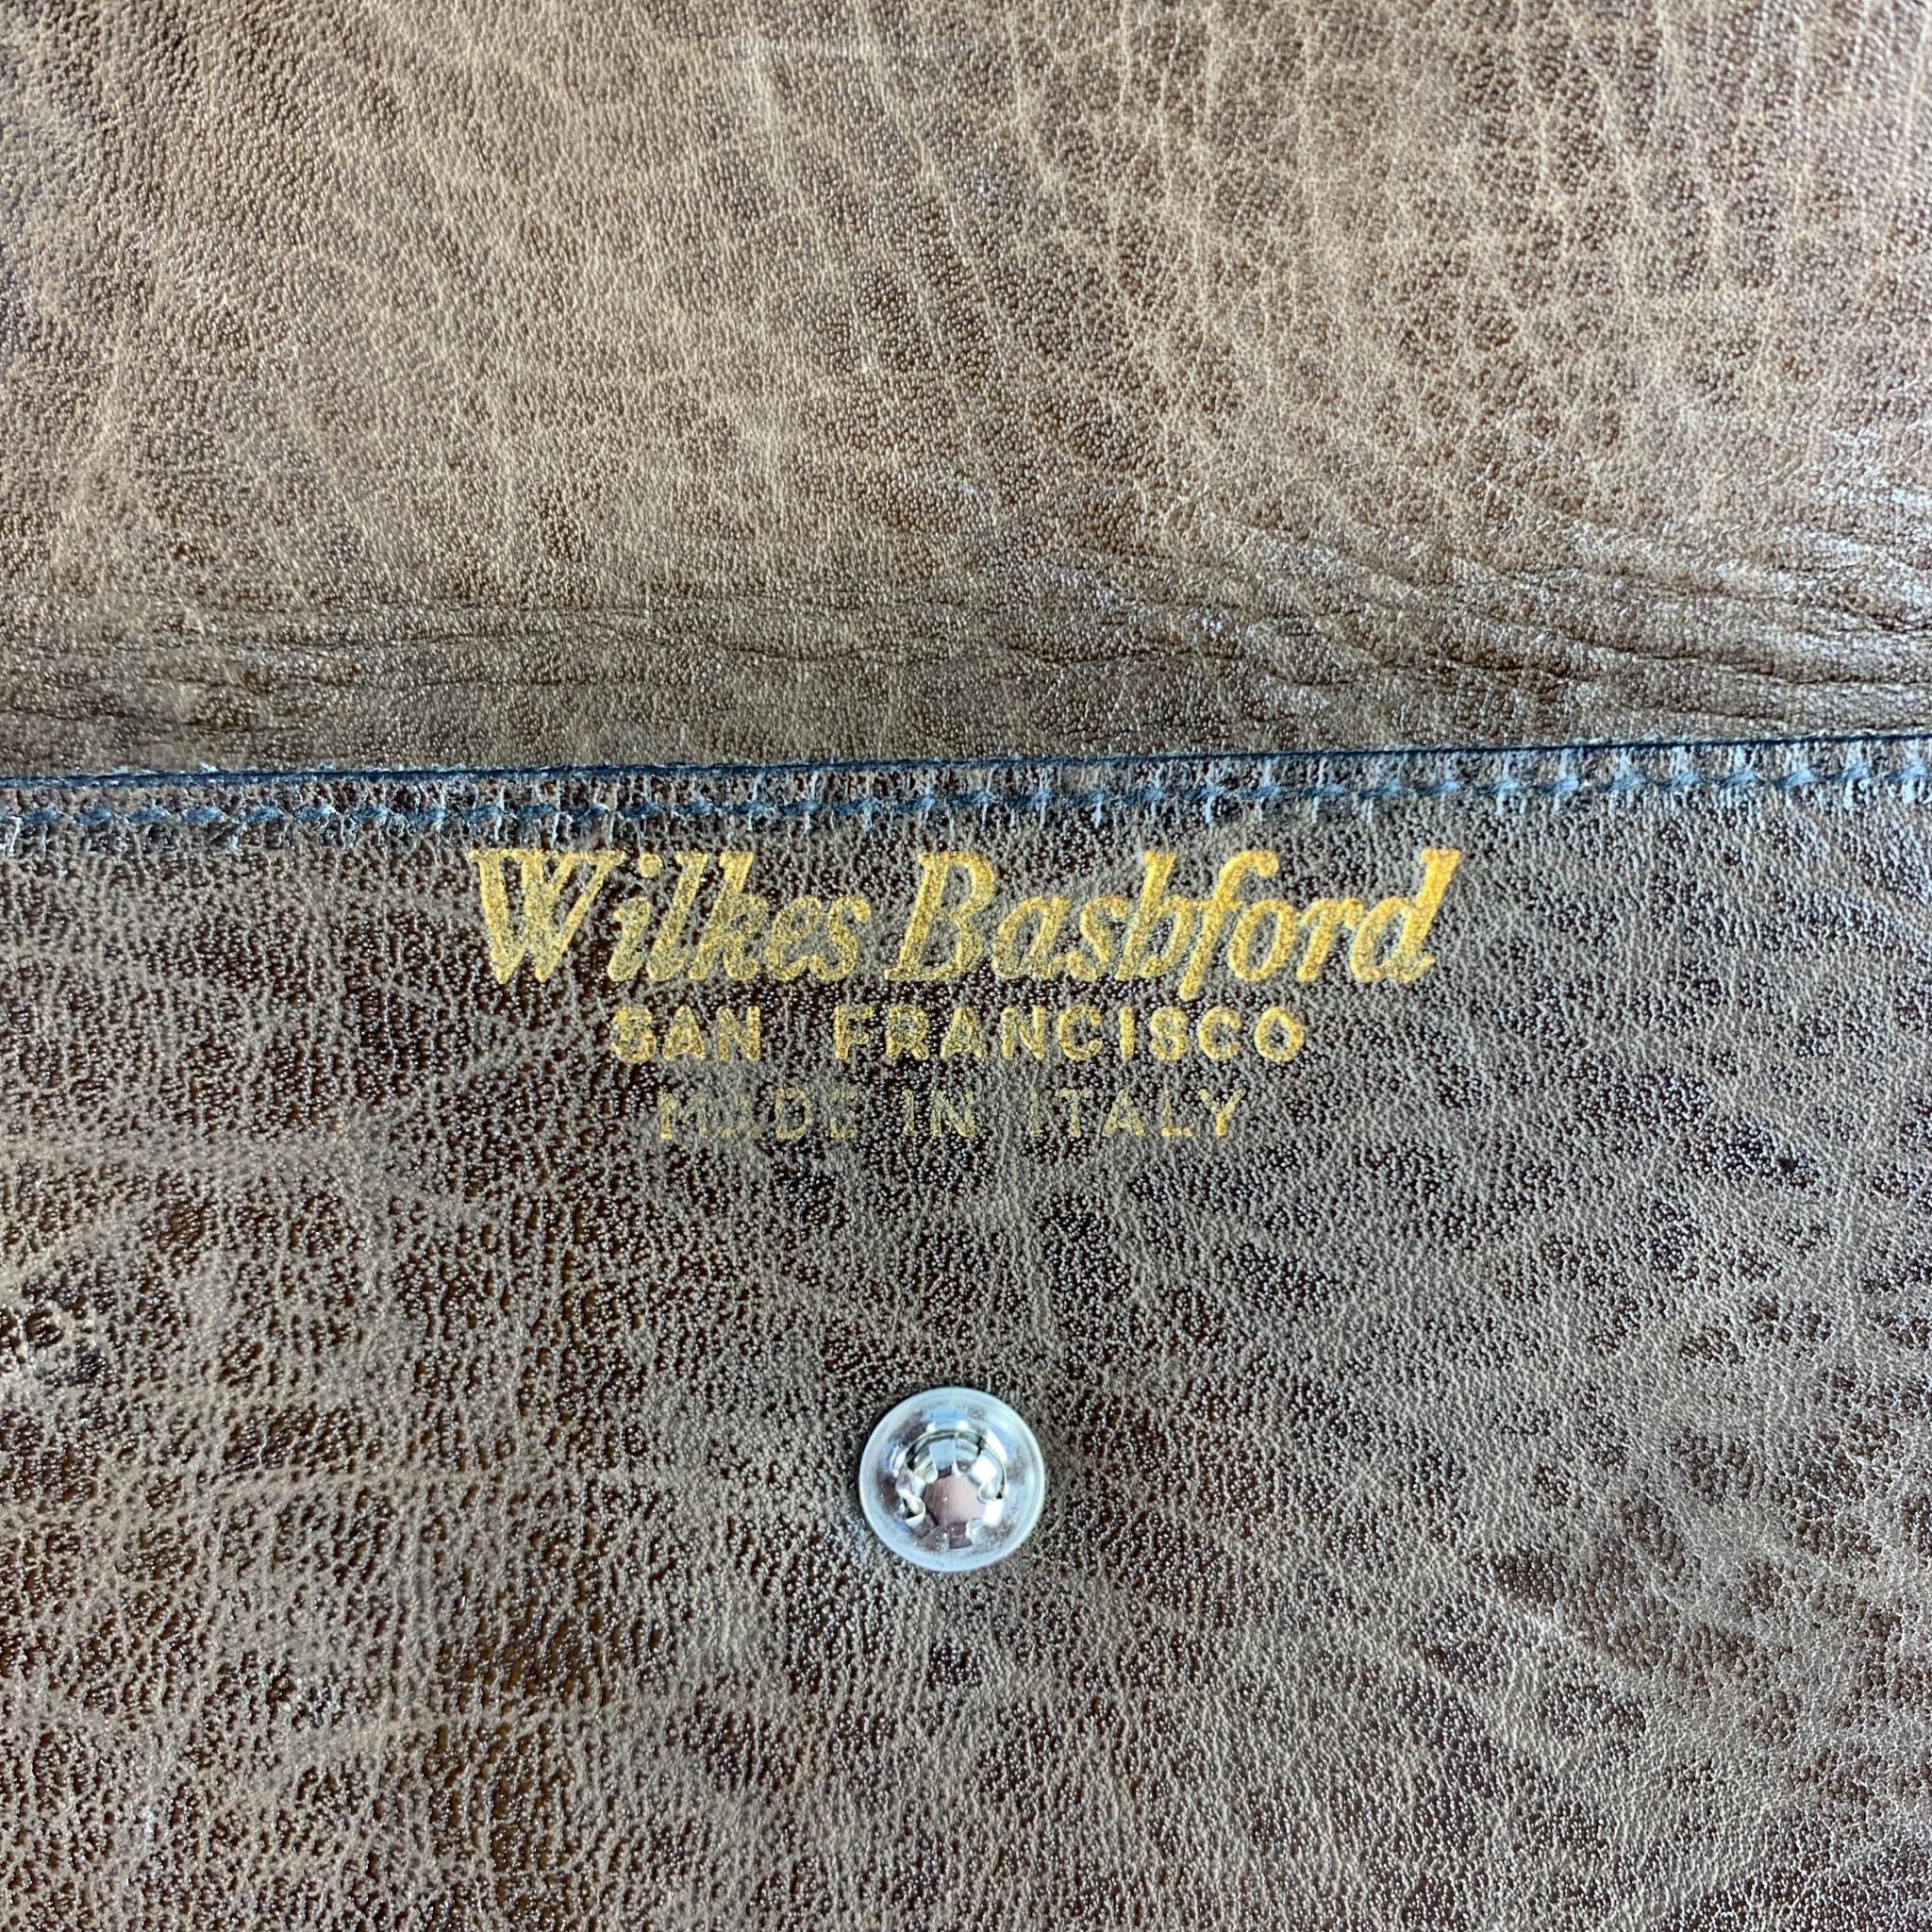 Wilkes Bashford
SAN FRANCISCO
MADE IN ITALY